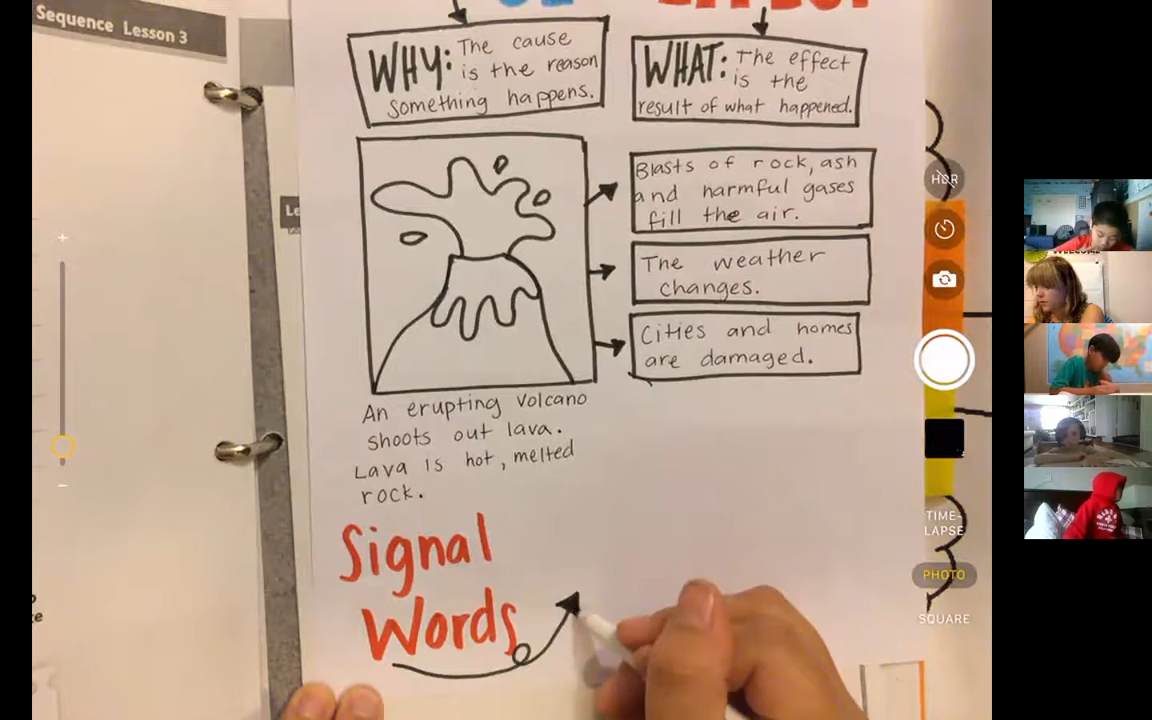 Sequence Lesson 3
WHY: The cause
is the reason
something happens.
WHAT: The effect
is the
result of what happened.
Blasts of rock, ash
and harmful gases
fill the air.
The weather
changes.
Cities and homes
are damaged.
An erupting volcano
shoots out lava.
Lava is hot, melted
rock.
Signal
Words
Le
HDR
TIME-
LAPSE
PHOTO
SQUARE